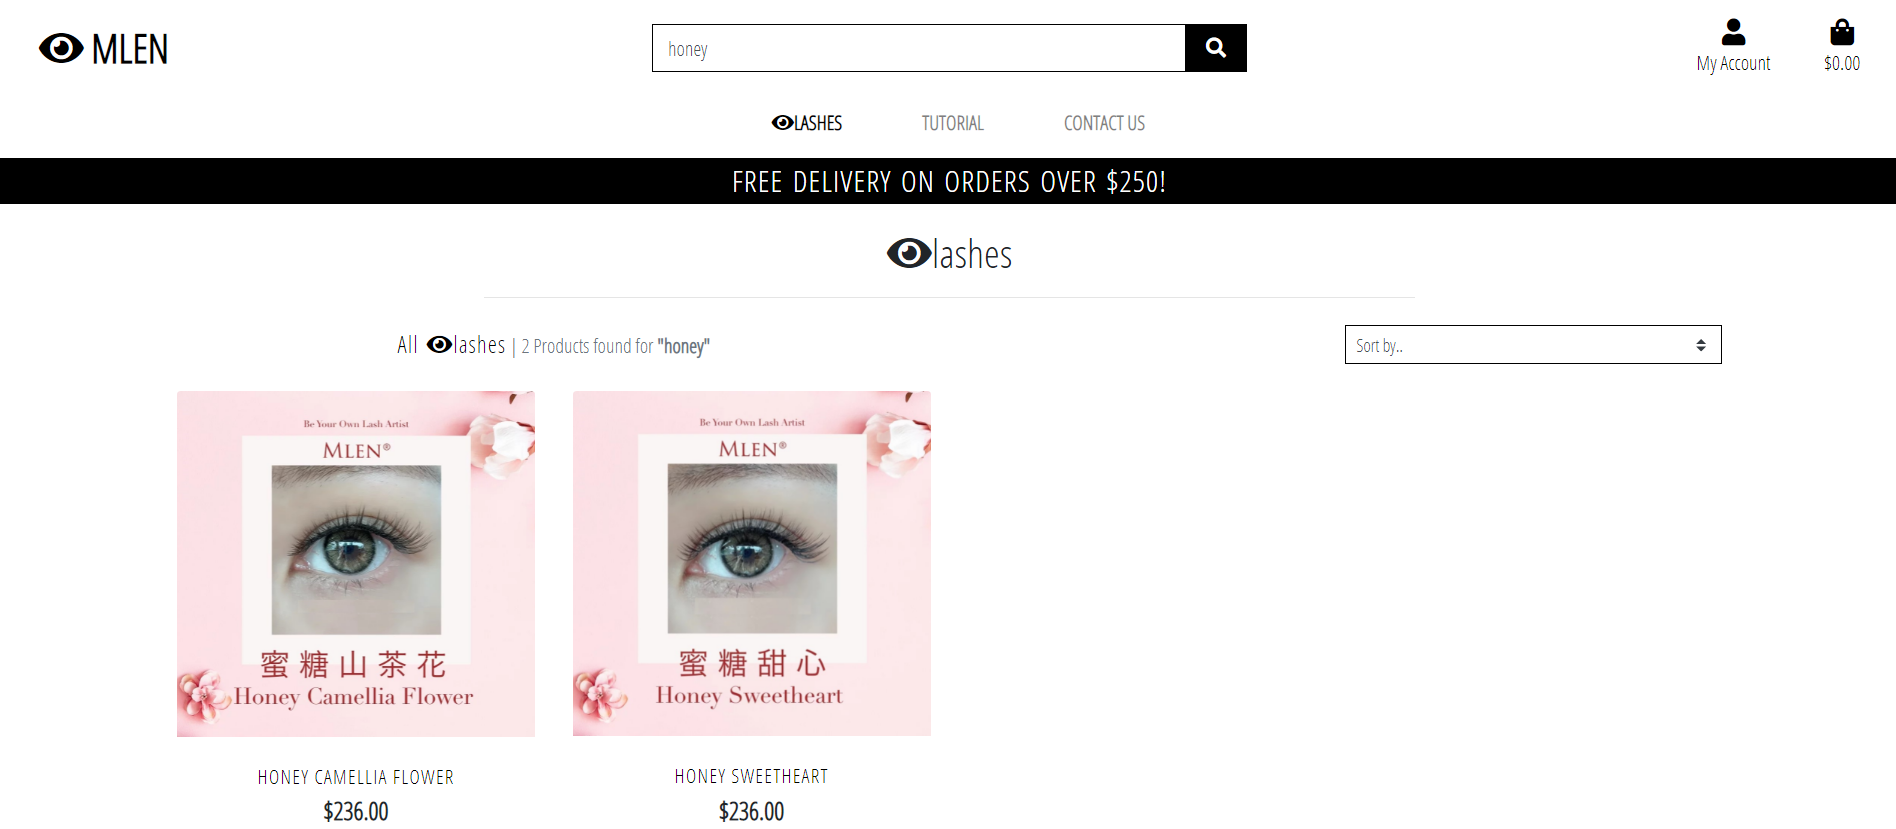 MLEN
honey
My Account
$0.00
LASHES
TUTORIAL
CONTACT US
FREE DELIVERY ON ORDERS OVER $250!
lashes
All lashes | 2 Products found for "honey"
Sort by..
Be Your Own Lash Artist
MLEN®
蜜糖山茶花
Honey Camellia Flower
HONEY CAMELLIA FLOWER
$236.00
Be Your Own Lash Artist
MLEN®
蜜糖甜心
Honey Sweetheart
HONEY SWEETHEART
$236.00